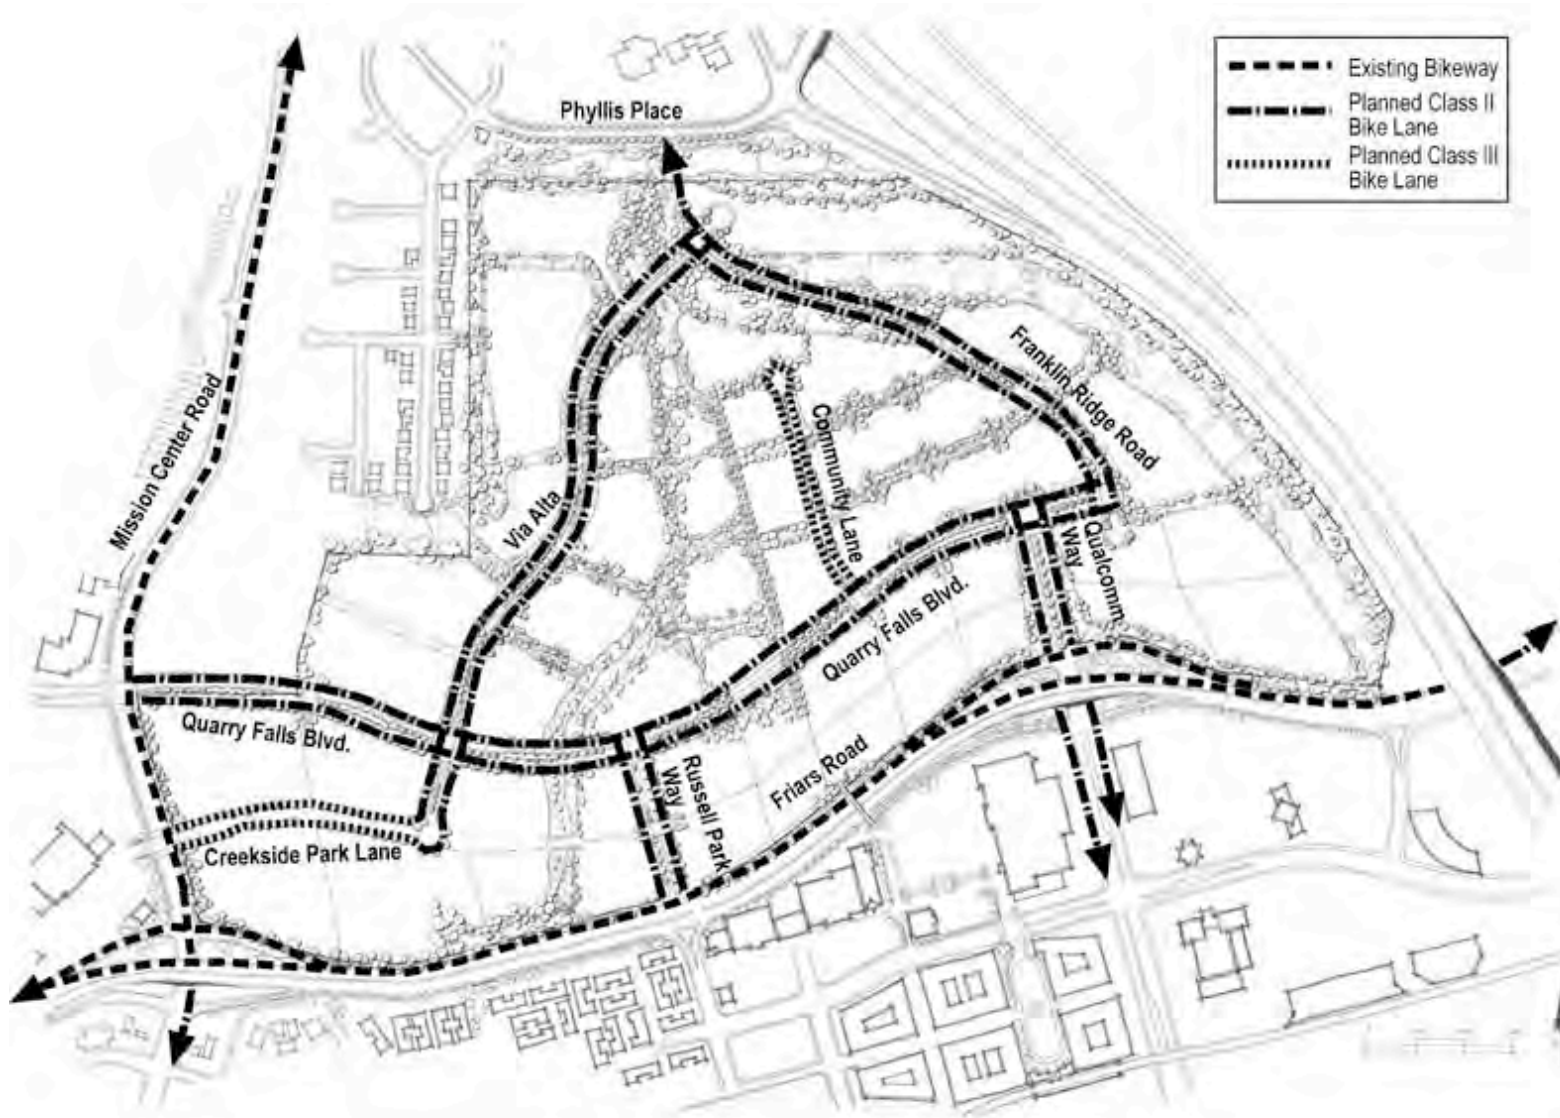 Existing Bikeway
Planned Class II
Bike Lane
Planned Class III
Bike Lane
Phyllis Place
Mission Center Road
Franklin Ridge Road
Community Lane
Via Alta
Qualcomm
Way
Quarry Falls Blvd.
Quarry Falls Blvd.
Russell Park
Way
Friars Road
Creekside Park Lane